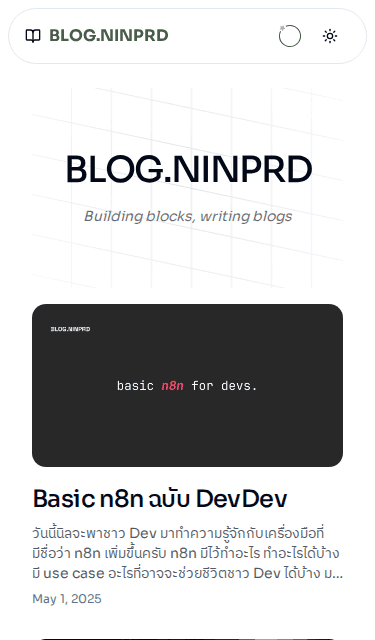 BLOG.NINPRD
BLOG.NINPRD
Building blocks, writing blogs
BLOG.NINPRD
basic n8n for devs.
Basic n8n ฉบับ DevDev
วันนี้นิลจะพาชาว Dev มาทำความรู้จักกับเครื่องมือที่
มีชื่อว่า n8n เพิ่มขึ้นครับ n8n มีไว้ทำอะไร ทำอะไรได้บ้าง
มี use case อะไรที่อาจจะช่วยชีวิตชาว Dev ได้บ้าง ม...
May 1, 2025